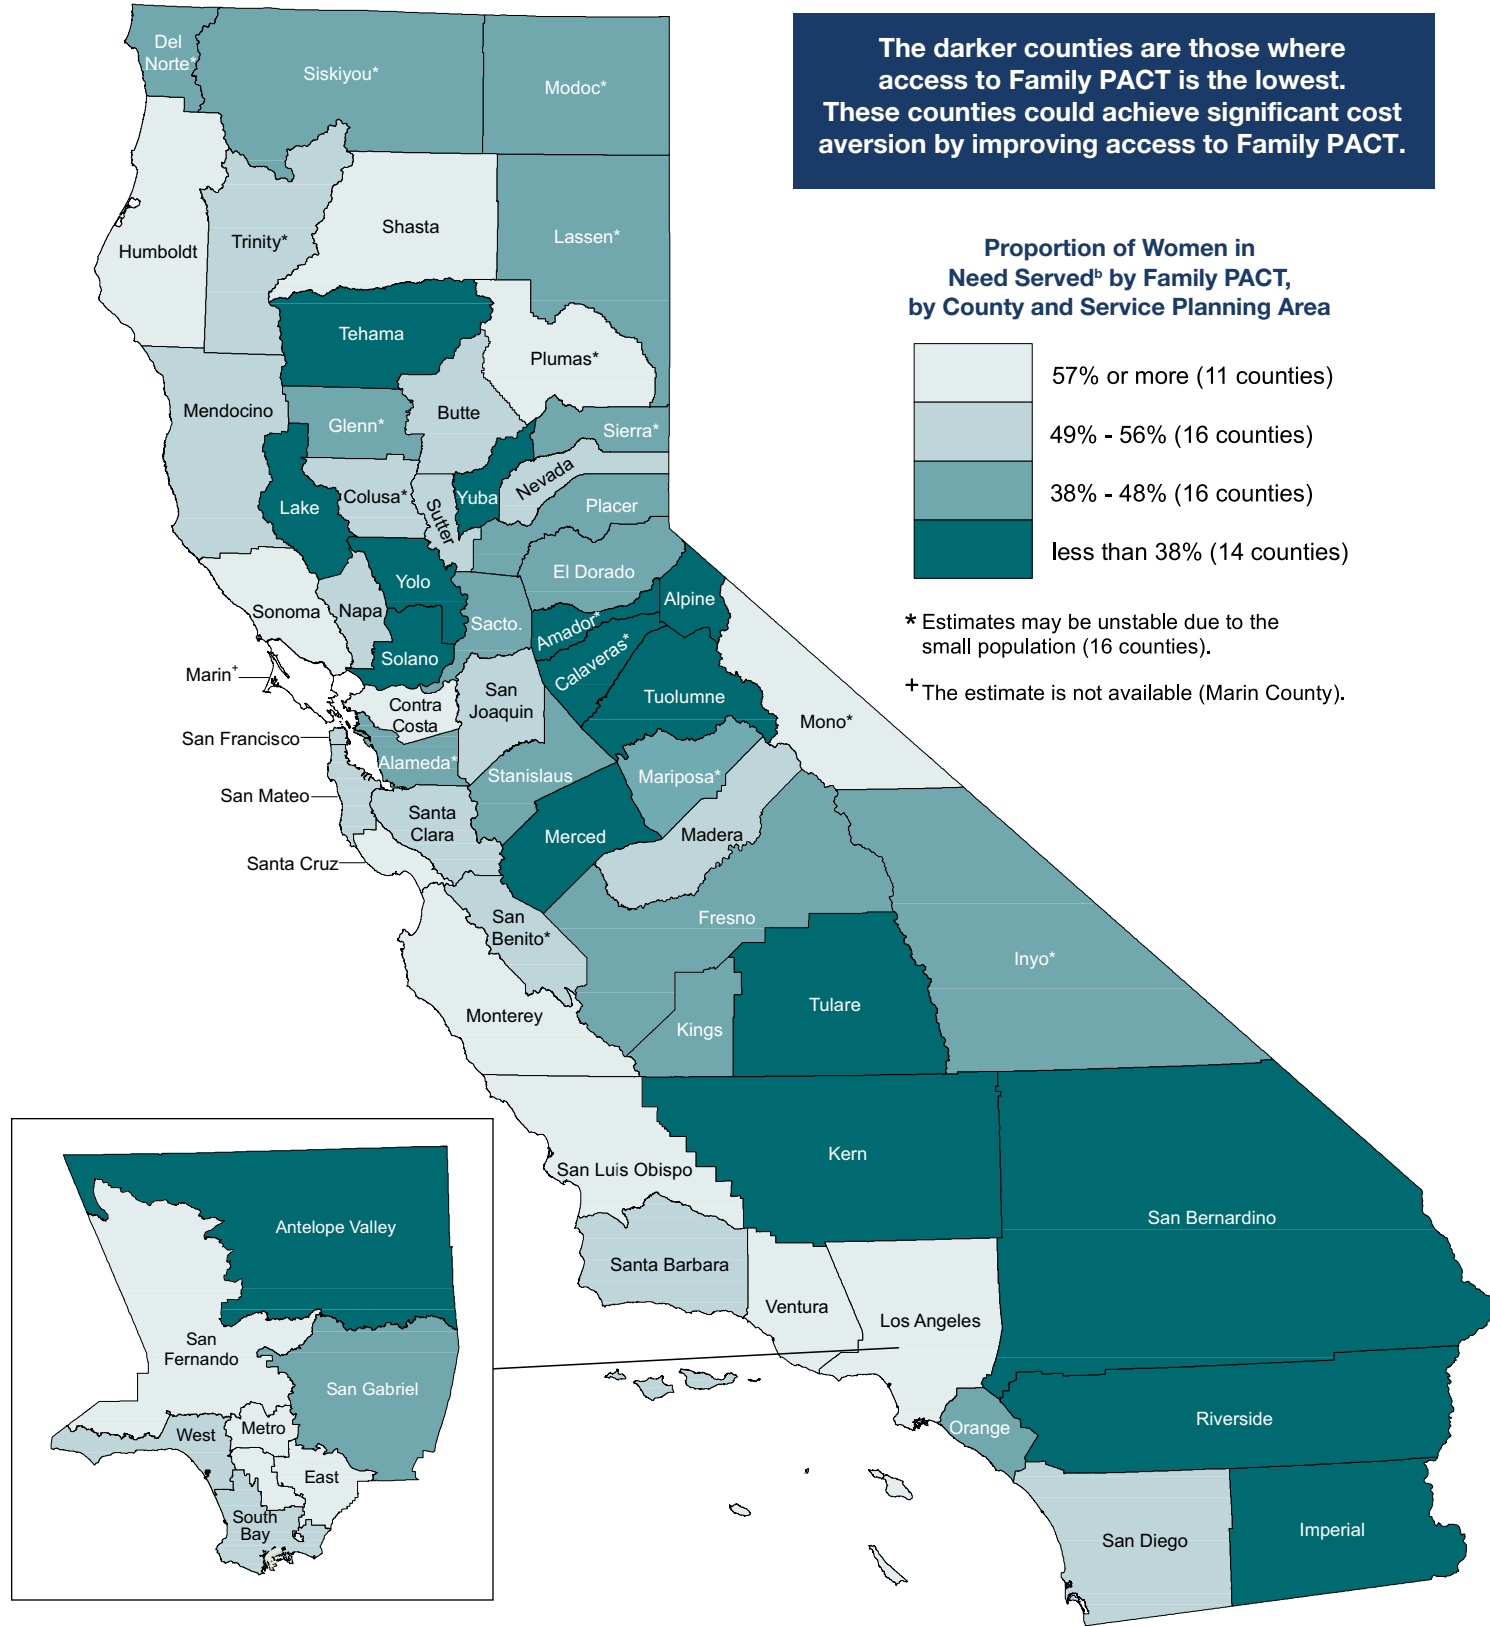 The darker counties are those where
access to Family PACT is the lowest.
These counties could achieve significant cost
aversion by improving access to Family PACT.
Proportion of Women in
Need Servedᵇ by Family PACT,
by County and Service Planning Area
57% or more (11 counties)
49% - 56% (16 counties)
38% - 48% (16 counties)
less than 38% (14 counties)
* Estimates may be unstable due to the
small population (16 counties).
+ The estimate is not available (Marin County).
Del
Norte*
Siskiyou*
Modoc*
Humboldt
Trinity*
Shasta
Lassen*
Tehama
Plumas*
Mendocino
Glenn*
Butte
Sierra*
Lake
Colusa*
Sutter
Yuba
Nevada
Placer
Yolo
El Dorado
Sonoma
Napa
Sacto.
Amador*
Alpine
Solano
Calaveras*
Marin+
Contra
Costa
San
Joaquin
Tuolumne
Mono*
San Francisco
Alameda*
Stanislaus
Mariposa*
San Mateo
Santa
Clara
Merced
Madera
Santa Cruz
San
Benito*
Fresno
Inyo*
Monterey
Kings
Tulare
San Luis Obispo
Kern
San Bernardino
Santa Barbara
Ventura
Los Angeles
Orange
Riverside
San Diego
Imperial
Antelope Valley
San
Fernando
San Gabriel
West
Metro
East
South
Bay